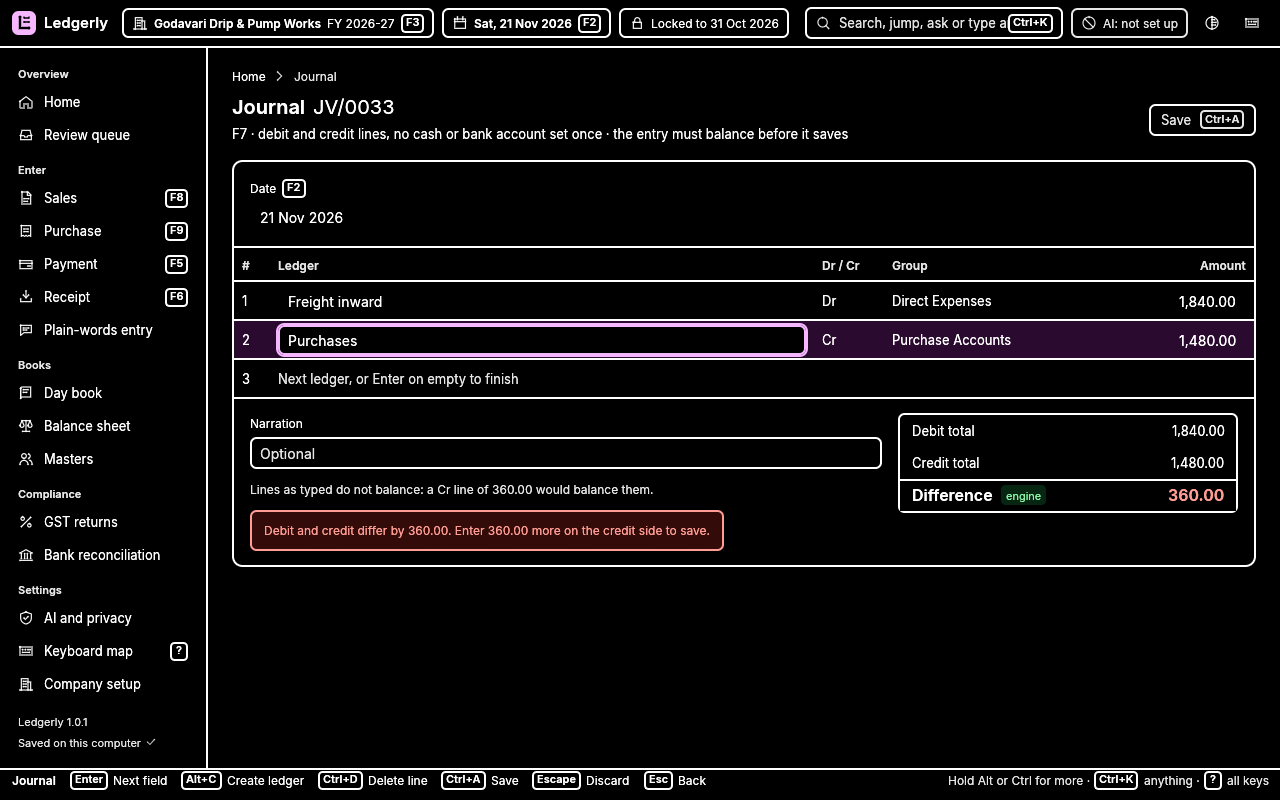 Ledgerly
Godavari Drip & Pump Works FY 2026-27 F3
Sat, 21 Nov 2026 F2
Locked to 31 Oct 2026
Search, jump, ask or type a Ctrl+K
AI: not set up
Overview
Home
Review queue
Enter
Sales F8
Purchase F9
Payment F5
Receipt F6
Plain-words entry
Books
Day book
Balance sheet
Masters
Compliance
GST returns
Bank reconciliation
Settings
AI and privacy
Keyboard map ?
Company setup
Ledgerly 1.0.1
Saved on this computer
Home Journal
Journal JV/0033
F7 · debit and credit lines, no cash or bank account set once · the entry must balance before it saves
Save Ctrl+A
Date F2
21 Nov 2026
# Ledger Dr / Cr Group Amount
1 Freight inward Dr Direct Expenses 1,840.00
2 Purchases Cr Purchase Accounts 1,480.00
3 Next ledger, or Enter on empty to finish
Narration
Optional
Lines as typed do not balance: a Cr line of 360.00 would balance them.
Debit and credit differ by 360.00. Enter 360.00 more on the credit side to save.
Debit total 1,840.00
Credit total 1,480.00
Difference engine 360.00
Journal Enter Next field Alt+C Create ledger Ctrl+D Delete line Ctrl+A Save Escape Discard Esc Back
Hold Alt or Ctrl for more · Ctrl+K anything · ? all keys